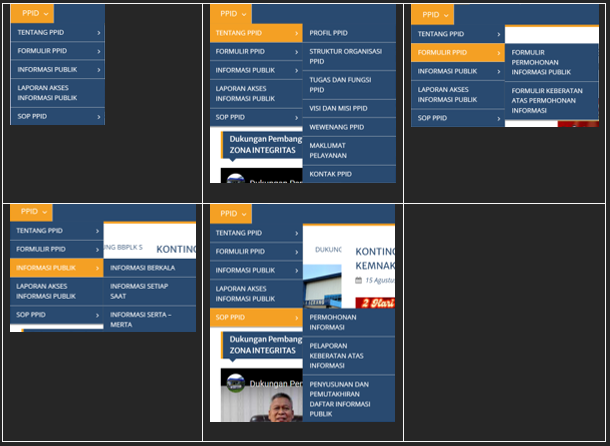 PPID
TENTANG PPID
FORMULIR PPID
INFORMASI PUBLIK
LAPORAN AKSES
INFORMASI PUBLIK
SOP PPID
PPID
TENTANG PPID
FORMULIR PPID
INFORMASI PUBLIK
LAPORAN AKSES
INFORMASI PUBLIK
SOP PPID
PROFIL PPID
STRUKTUR ORGANISASI
PPID
TUGAS DAN FUNGSI
PPID
VISI DAN MISI PPID
WEWENANG PPID
MAKLUMAT
PELAYANAN
KONTAK PPID
Dukungan Pembang
ZONA INTEGRITAS
Dukungan Pemb
PPID
TENTANG PPID
FORMULIR PPID
INFORMASI PUBLIK
LAPORAN AKSES
INFORMASI PUBLIK
SOP PPID
FORMULIR
PERMOHONAN
INFORMASI PUBLIK
FORMULIR KEBERATAN
ATAS PERMOHONAN
INFORMASI
PPID
TENTANG PPID
FORMULIR PPID
INFORMASI PUBLIK
LAPORAN AKSES
INFORMASI PUBLIK
SOP PPID
NG BBPLK S
KONTING
INFORMASI BERKALA
INFORMASI SETIAP
SAAT
INFORMASI SERTA –
MERTA
PPID
TENTANG PPID
FORMULIR PPID
INFORMASI PUBLIK
LAPORAN AKSES
INFORMASI PUBLIK
SOP PPID
DUKUNG
KONTING
KEMNAK
15 Agustu
2 Hari
PERMOHONAN
INFORMASI
PELAPORAN
KEBERATAN ATAS
INFORMASI
PENYUSUNAN DAN
PEMUTAKHIRAN
DAFTAR INFORMASI
PUBLIK
Dukungan Pembang
ZONA INTEGRITAS
Dukungan Pen